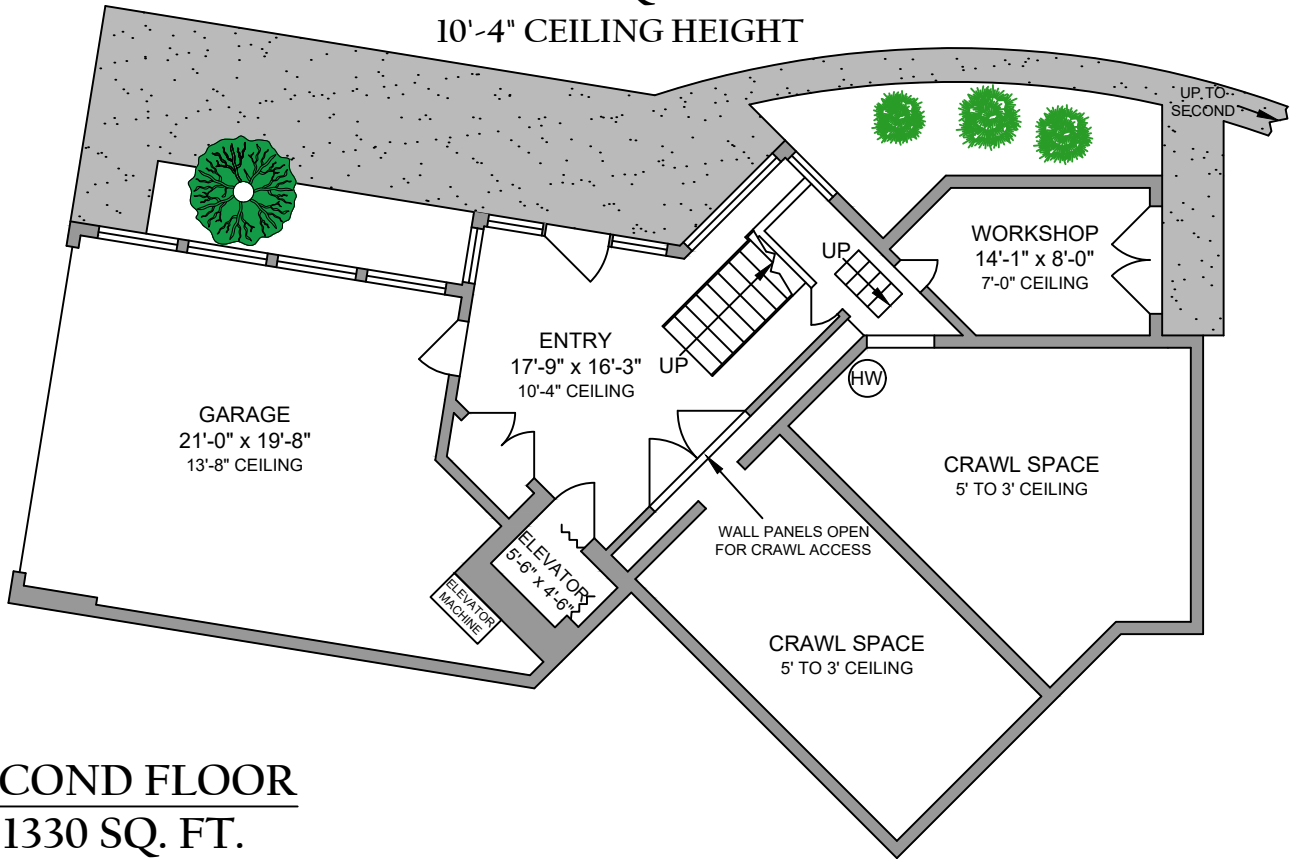 10'-4" CEILING HEIGHT
UP TO
SECOND
WORKSHOP
14'-1" x 8'-0"
7'-0" CEILING
UP
ENTRY
17'-9" x 16'-3"
10'-4" CEILING
UP
HW
GARAGE
21'-0" x 19'-8"
13'-8" CEILING
CRAWL SPACE
5' TO 3' CEILING
WALL PANELS OPEN
FOR CRAWL ACCESS
ELEVATOR
5'-6" x 4'-6"
ELEVATOR
MACHINE
CRAWL SPACE
5' TO 3' CEILING
COND FLOOR
1330 SQ. FT.